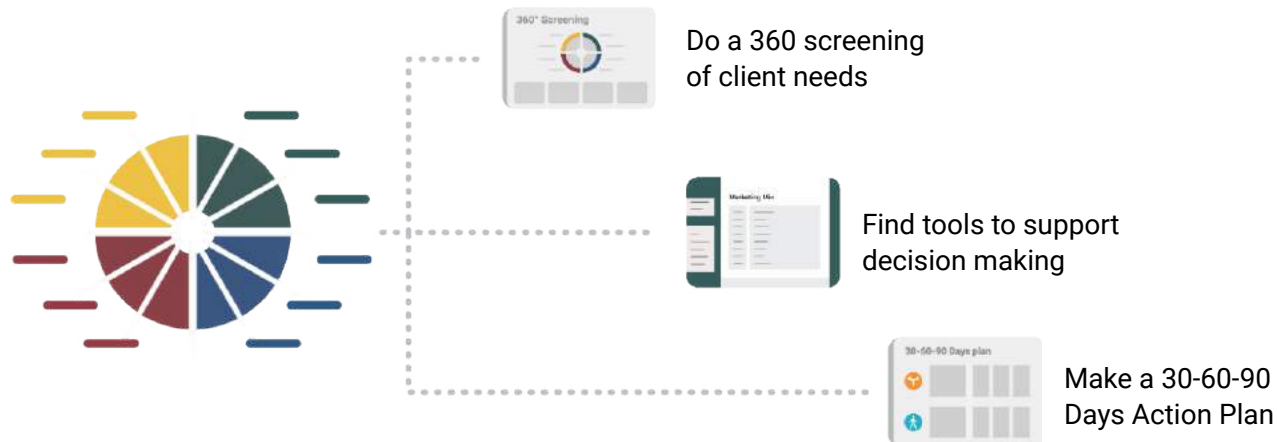 360° Screening
Do a 360 screening
of client needs
Marketing Mix
Find tools to support
decision making
30-60-90 Days plan
Make a 30-60-90
Days Action Plan